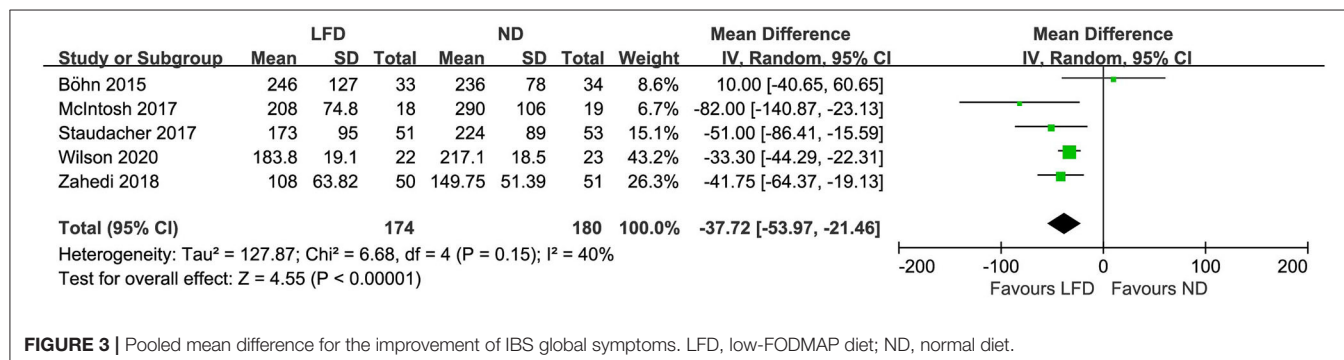 LFD ND Mean Difference Mean Difference
Study or Subgroup Mean SD Total Mean SD Total Weight IV, Random, 95% CI IV, Random, 95% CI
Böhn 2015 246 127 33 236 78 34 8.6% 10.00 [-40.65, 60.65]
McIntosh 2017 208 74.8 18 290 106 19 6.7% -82.00 [-140.87, -23.13]
Staudacher 2017 173 95 51 224 89 53 15.1% -51.00 [-86.41, -15.59]
Wilson 2020 183.8 19.1 22 217.1 18.5 23 43.2% -33.30 [-44.29, -22.31]
Zahedi 2018 108 63.82 50 149.75 51.39 51 26.3% -41.75 [-64.37, -19.13]
Total (95% CI) 174 180 100.0% -37.72 [-53.97, -21.46]
Heterogeneity: Tau² = 127.87; Chi² = 6.68, df = 4 (P = 0.15); I² = 40%
Test for overall effect: Z = 4.55 (P < 0.00001)
-200 -100 0 100 200
Favours LFD Favours ND
FIGURE 3 | Pooled mean difference for the improvement of IBS global symptoms. LFD, low-FODMAP diet; ND, normal diet.